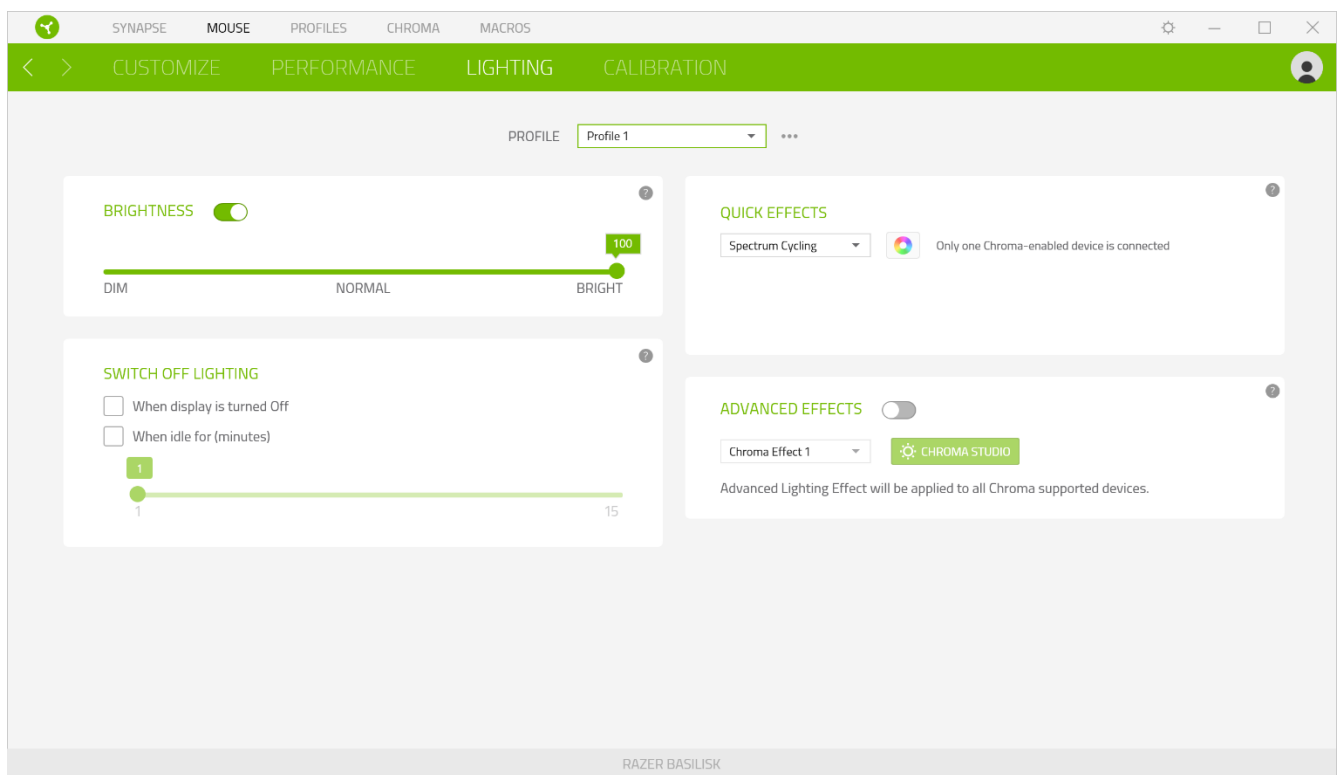 SYNAPSE MOUSE PROFILES CHROMA MACROS
CUSTOMIZE PERFORMANCE LIGHTING CALIBRATION
PROFILE Profile 1
BRIGHTNESS
100
DIM NORMAL BRIGHT
SWITCH OFF LIGHTING
When display is turned Off
When idle for (minutes)
1
1 15
QUICK EFFECTS
Spectrum Cycling Only one Chroma-enabled device is connected
ADVANCED EFFECTS
Chroma Effect 1 CHROMA STUDIO
Advanced Lighting Effect will be applied to all Chroma supported devices.
RAZER BASILISK